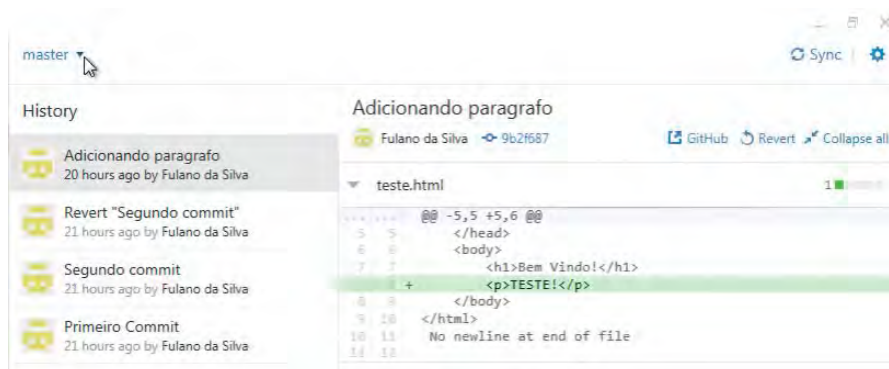 master
Sync
History
Adicionando paragrafo
20 hours ago by Fulano da Silva
Revert "Segundo commit"
21 hours ago by Fulano da Silva
Segundo commit
21 hours ago by Fulano da Silva
Primeiro Commit
21 hours ago by Fulano da Silva
Adicionando paragrafo
Fulano da Silva 9b2f687 GitHub Revert Collapse all
teste.html 1
... ... @@ -5,5 +5,6 @@
5 5 </head>
6 6 <body>
7 7 <h1>Bem Vindo!</h1>
8 + <p>TESTE!</p>
8 9 </body>
9 10 </html>
10 11 No newline at end of file
11 12